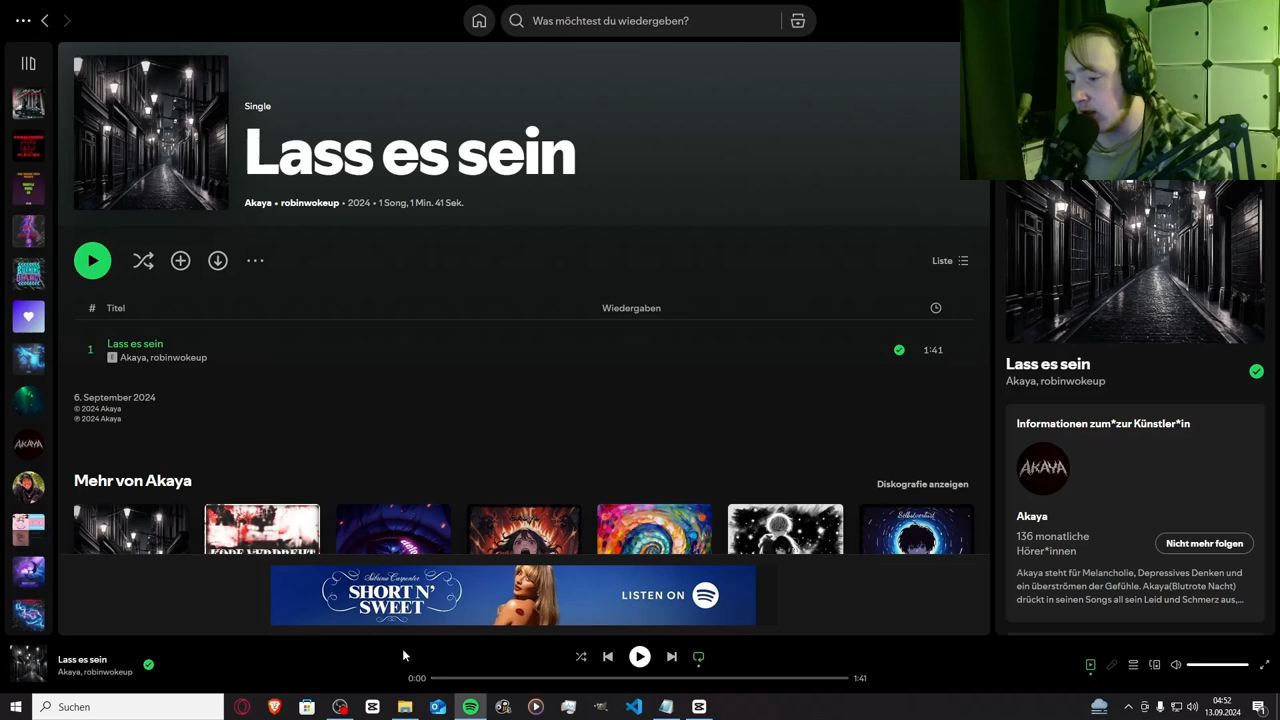 Was möchtest du wiedergeben?
Single
Lass es sein
Akaya • robinwokeup • 2024 • 1 Song, 1 Min. 41 Sek.
Liste
# Titel Wiedergaben
1 Lass es sein
E Akaya, robinwokeup
1:41
6. September 2024
© 2024 Akaya
℗ 2024 Akaya
Mehr von Akaya
Diskografie anzeigen
Selbstverliert
Sabrina Carpenter
SHORT N'
SWEET
LISTEN ON
Lass es sein
Akaya, robinwokeup
Informationen zum*zur Künstler*in
AKAYA
Akaya
136 monatliche
Hörer*innen
Nicht mehr folgen
Akaya steht für Melancholie, Depressives Denken und
ein überströmen der Gefühle. Akaya(Blutrote Nacht)
drückt in seinen Songs all sein Leid und Schmerz aus,...
Lass es sein
Akaya, robinwokeup
0:00
1:41
Suchen
04:52
13.09.2024